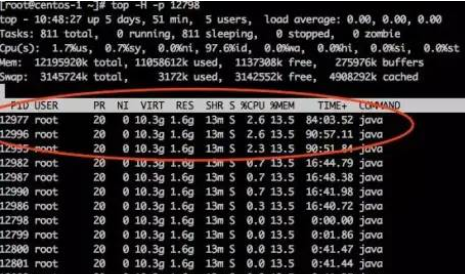 [root@centos-1 ~]# top -H -p 12798
top - 10:48:27 up 5 days, 51 min, 5 users, load average: 0.00, 0.00, 0.00
Tasks: 811 total, 0 running, 811 sleeping, 0 stopped, 0 zombie
Cpu(s): 1.7%us, 0.7%sy, 0.0%ni, 97.6%id, 0.0%wa, 0.0%hi, 0.0%si, 0.0%st
Mem: 12195920k total, 11058612k used, 1137308k free, 275976k buffers
Swap: 3145724k total, 3172k used, 3142552k free, 4908292k cached
PID USER PR NI VIRT RES SHR S %CPU %MEM TIME+ COMMAND
12977 root 20 0 10.3g 1.6g 13m S 2.6 13.5 84:03.52 java
12996 root 20 0 10.3g 1.6g 13m S 2.6 13.5 90:57.11 java
12995 root 20 0 10.3g 1.6g 13m S 2.3 13.5 90:51.84 java
12982 root 20 0 10.3g 1.6g 13m S 0.7 13.5 16:44.79 java
12987 root 20 0 10.3g 1.6g 13m S 0.7 13.5 16:48.38 java
12990 root 20 0 10.3g 1.6g 13m S 0.7 13.5 16:41.98 java
12986 root 20 0 10.3g 1.6g 13m S 0.3 13.5 16:40.72 java
12798 root 20 0 10.3g 1.6g 13m S 0.0 13.5 0:00.00 java
12799 root 20 0 10.3g 1.6g 13m S 0.0 13.5 0:01.86 java
12800 root 20 0 10.3g 1.6g 13m S 0.0 13.5 0:41.47 java
12801 root 20 0 10.3g 1.6g 13m S 0.0 13.5 0:41.44 java